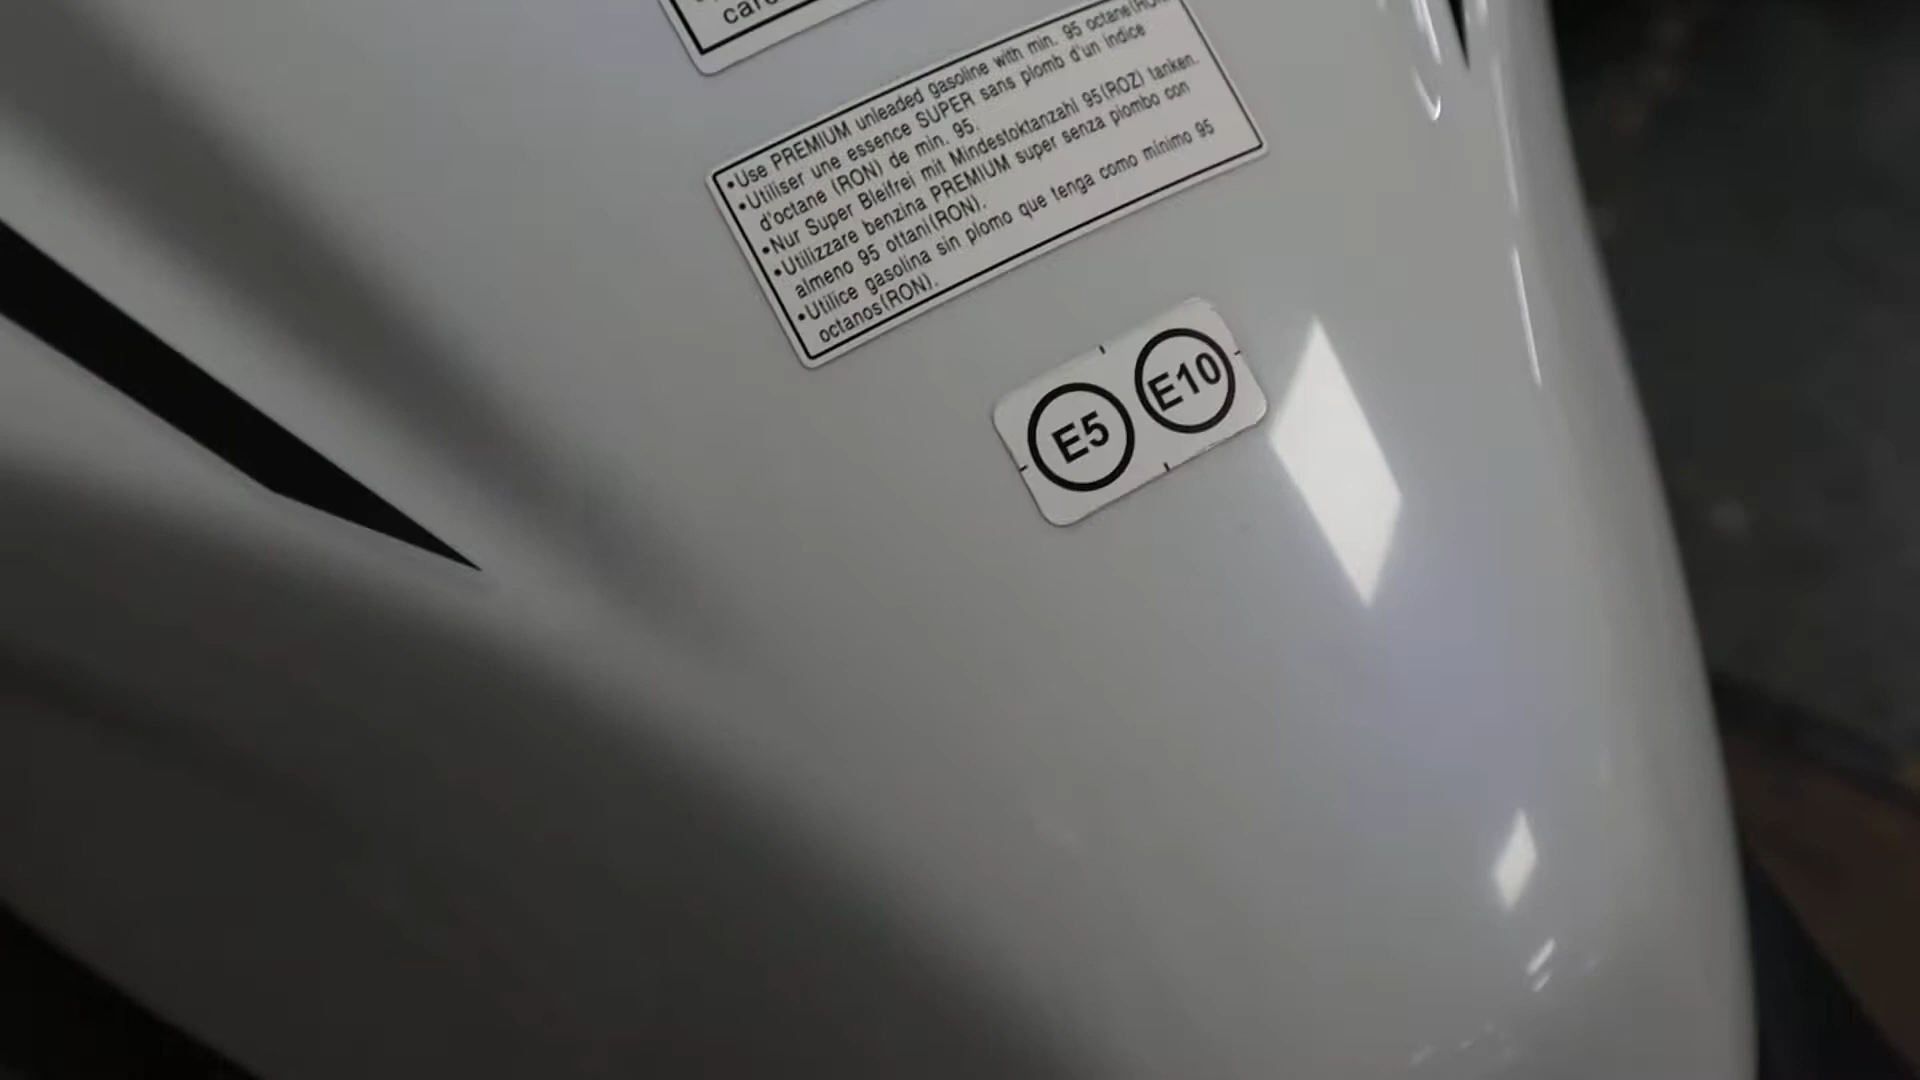 care
•Use PREMIUM unleaded gasoline with min. 95 octane(RON
•Utiliser une essence SUPER sans plomb d'un indice
d'octane (RON) de min. 95.
•Nur Super Bleifrei mit Mindestoktanzahl 95(ROZ) tanken.
•Utilizzare benzina PREMIUM super senza piombo con
almeno 95 ottani(RON).
•Utilice gasolina sin plomo que tenga como mínimo 95
octanos(RON).
E5 E10